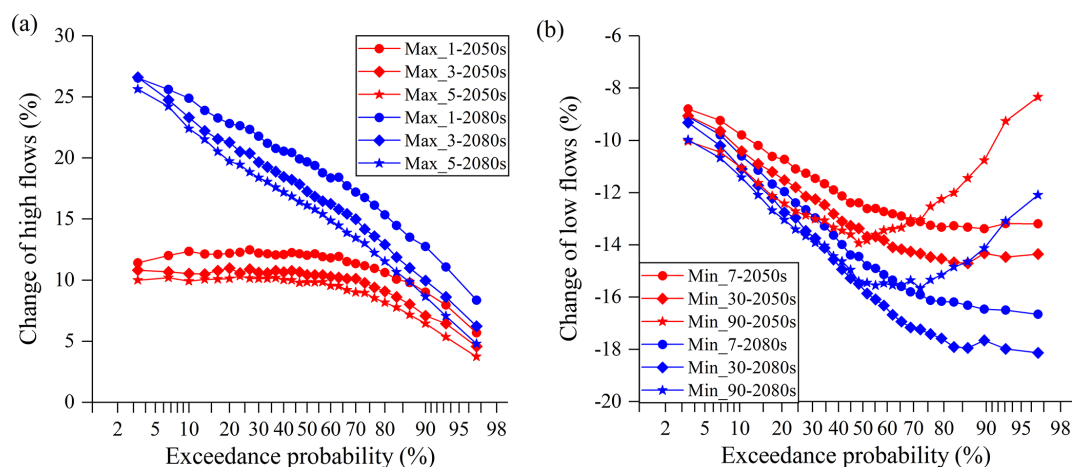 (a)
Change of high flows (%)
30
25
20
15
10
5
0
Max_1-2050s
Max_3-2050s
Max_5-2050s
Max_1-2080s
Max_3-2080s
Max_5-2080s
2 5 10 20 30 40 50 60 70 80 90 95 98
Exceedance probability (%)
(b)
Change of low flows (%)
-6
-8
-10
-12
-14
-16
-18
-20
Min_7-2050s
Min_30-2050s
Min_90-2050s
Min_7-2080s
Min_30-2080s
Min_90-2080s
2 5 10 20 30 40 50 60 70 80 90 95 98
Exceedance probability (%)